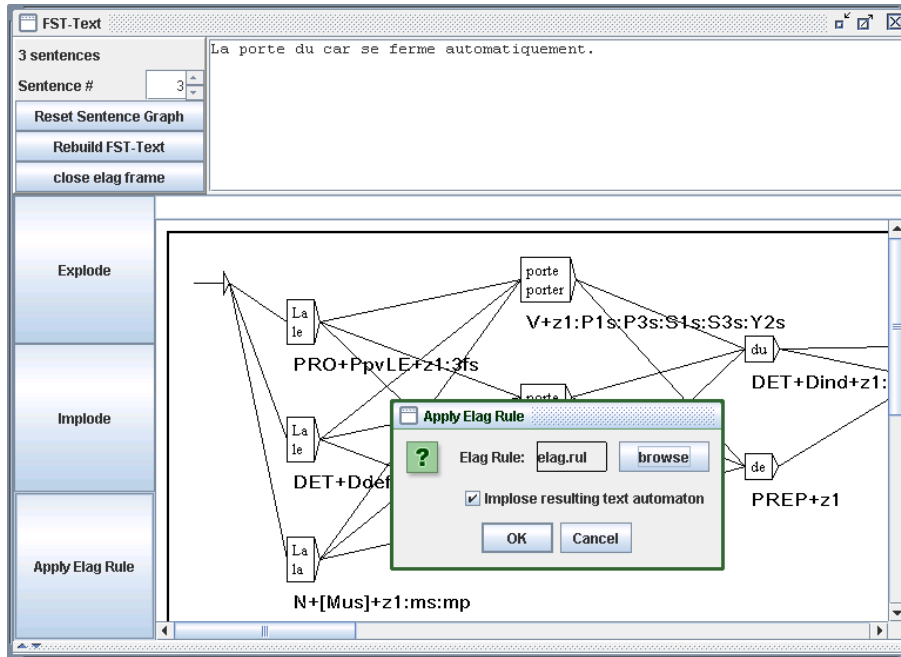 FST-Text
3 sentences
La porte du car se ferme automatiquement.
Sentence #
3
Reset Sentence Graph
Rebuild FST-Text
close elag frame
Explode
Implode
Apply Elag Rule
La
le
PRO+PpvLE+z1:3fs
La
le
DET+Ddef
La
la
N+[Mus]+z1:ms:mp
porte
porter
V+z1:P1s:P3s:S1s:S3s:Y2s
porte
du
DET+Dind+z1:
de
PREP+z1
Apply Elag Rule
?
Elag Rule:
elag.rul
browse
Implose resulting text automaton
OK
Cancel